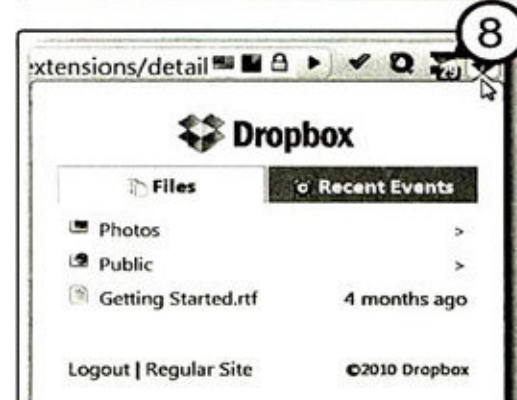 8
xtensions/detail
29
Dropbox
Files Recent Events
Photos >
Public >
Getting Started.rtf 4 months ago
Logout | Regular Site ©2010 Dropbox